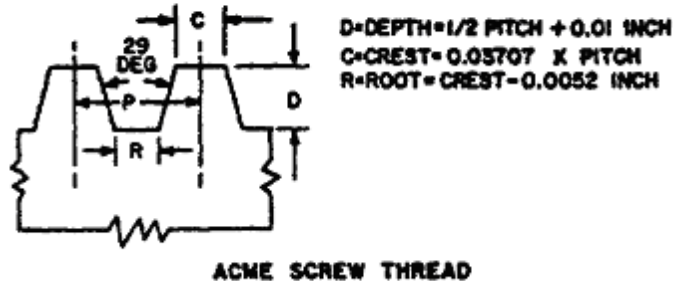 C
29
DEG
P
D
R
D=DEPTH=1/2 PITCH + 0.01 INCH
C=CREST=0.03707 X PITCH
R=ROOT=CREST-0.0052 INCH
ACME SCREW THREAD